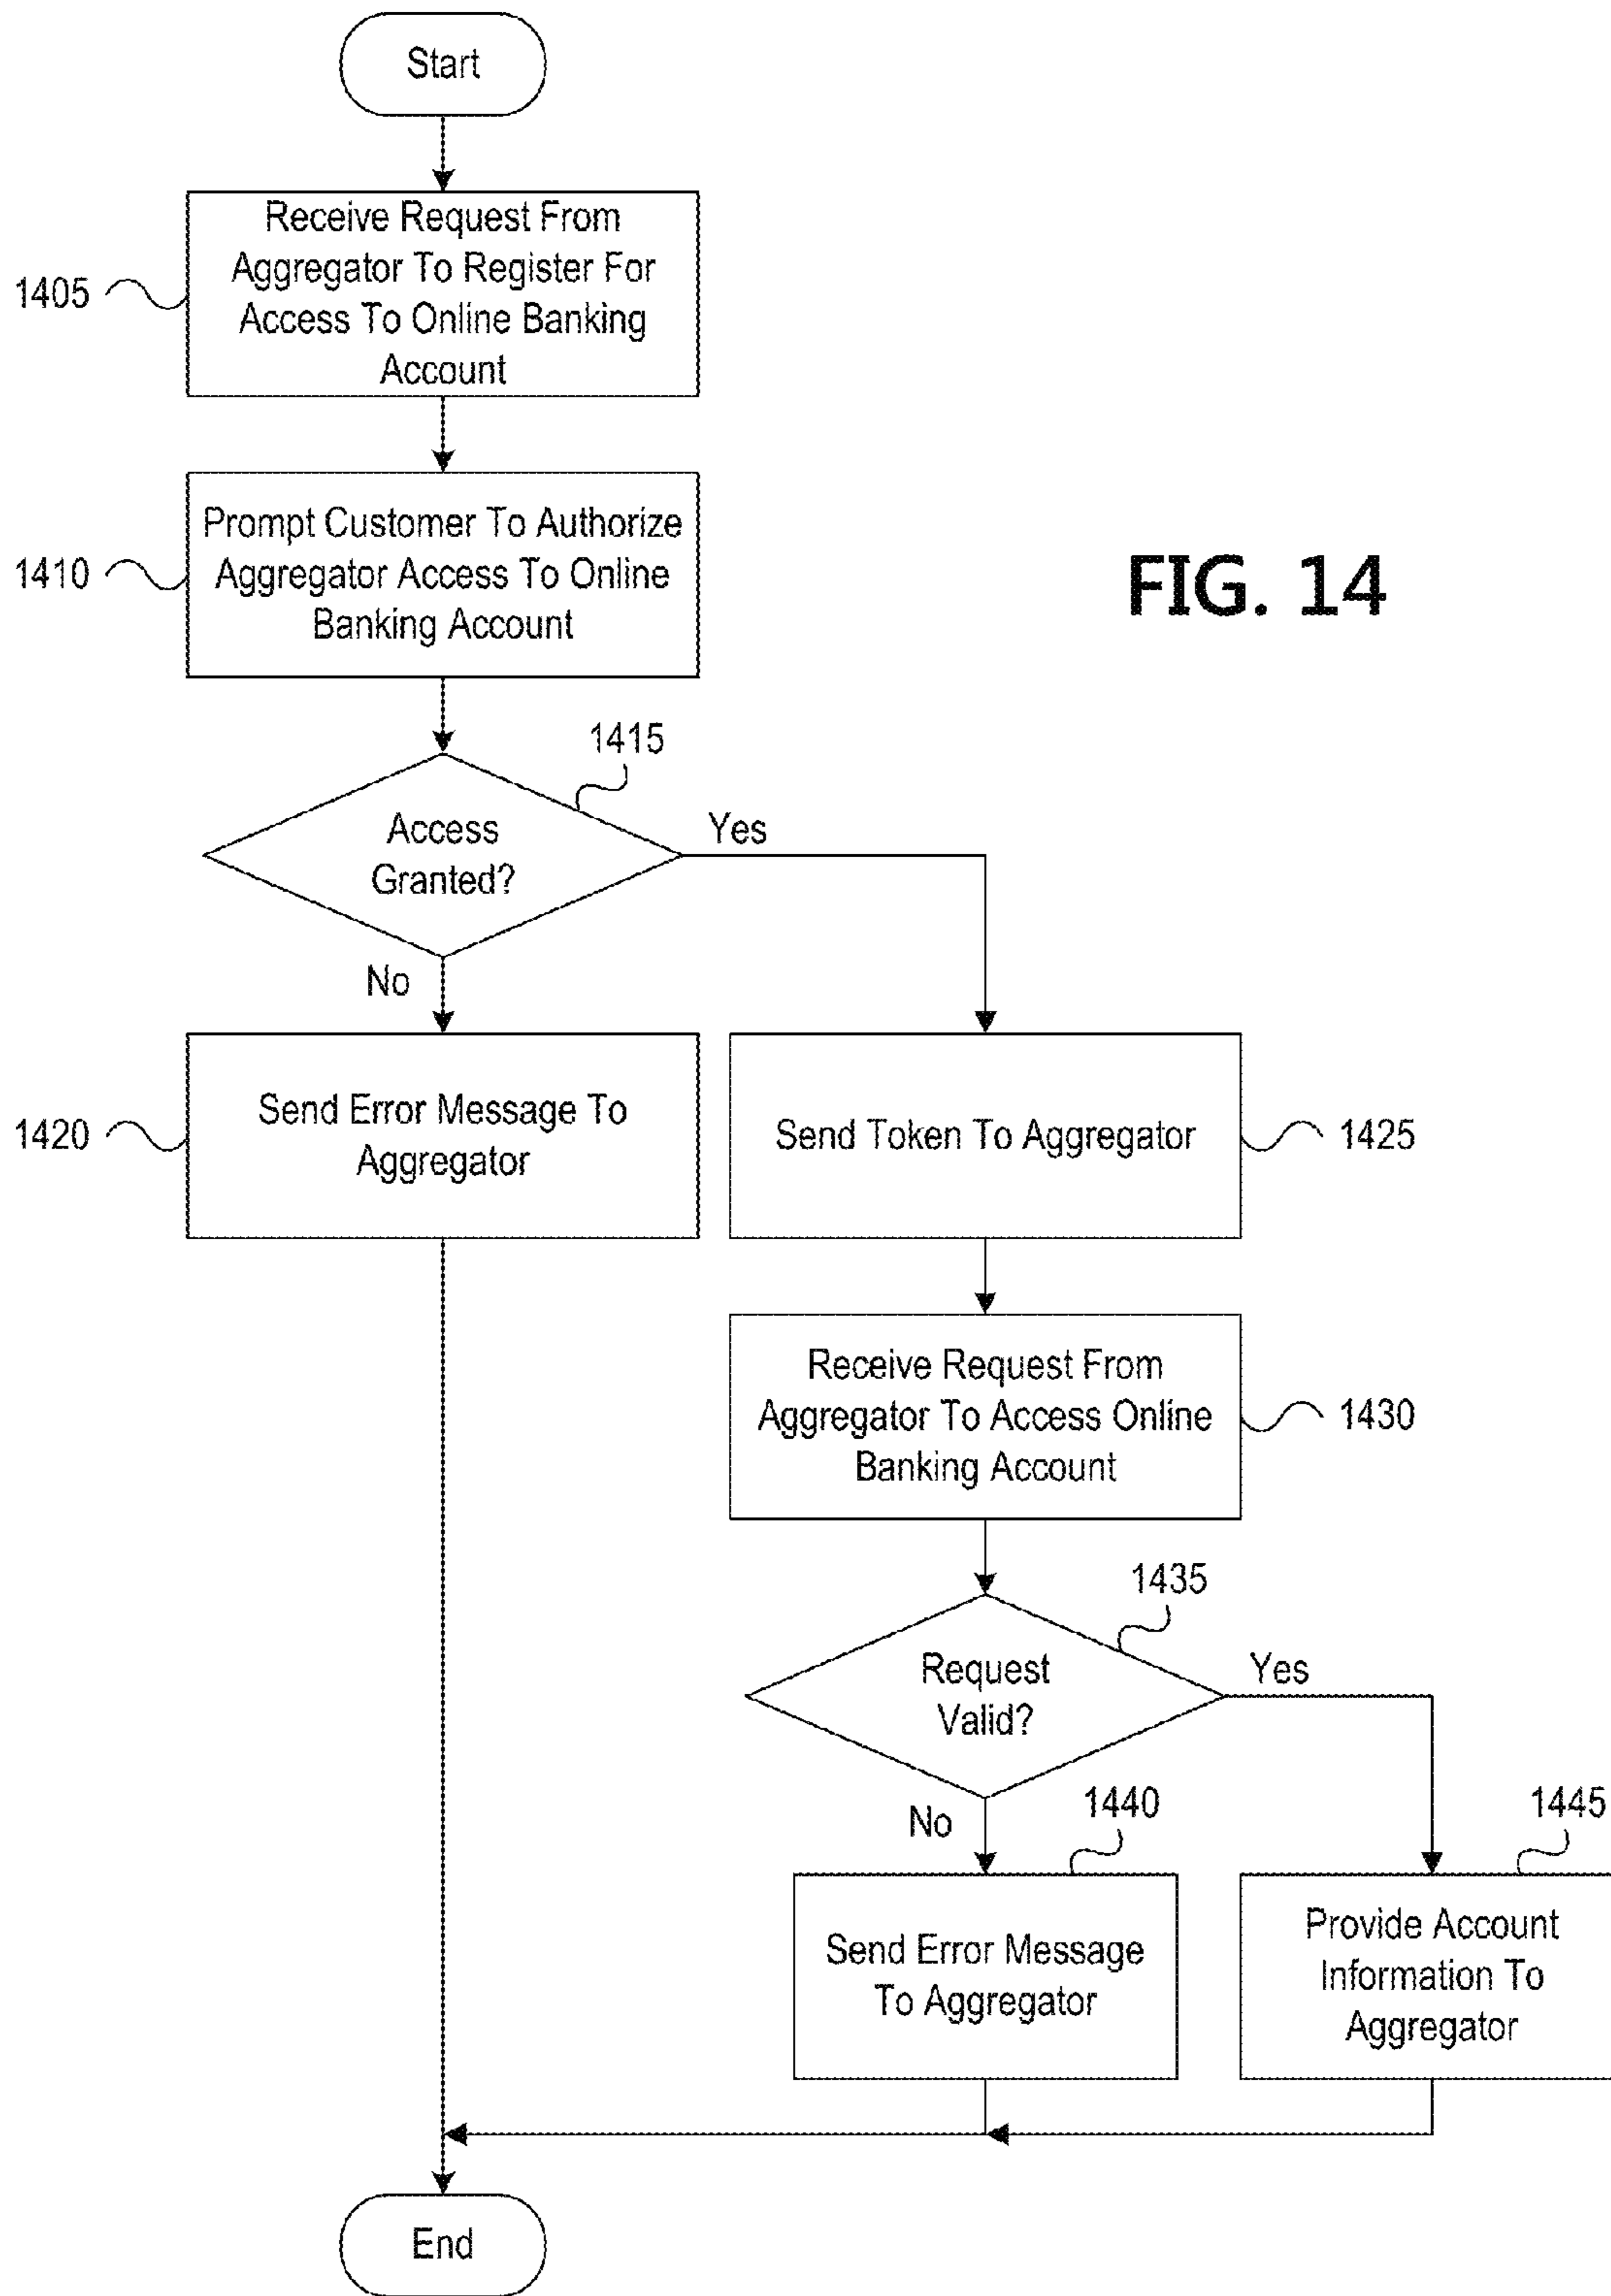 Start
Receive Request From
Aggregator To Register For
Access To Online Banking
Account
1405
Prompt Customer To Authorize
Aggregator Access To Online
Banking Account
1410
FIG. 14
1415
Access
Granted?
Yes
No
Send Error Message To
Aggregator
1420
Send Token To Aggregator
1425
Receive Request From
Aggregator To Access Online
Banking Account
1430
1435
Request
Valid?
Yes
No
1440
Send Error Message
To Aggregator
1445
Provide Account
Information To
Aggregator
End